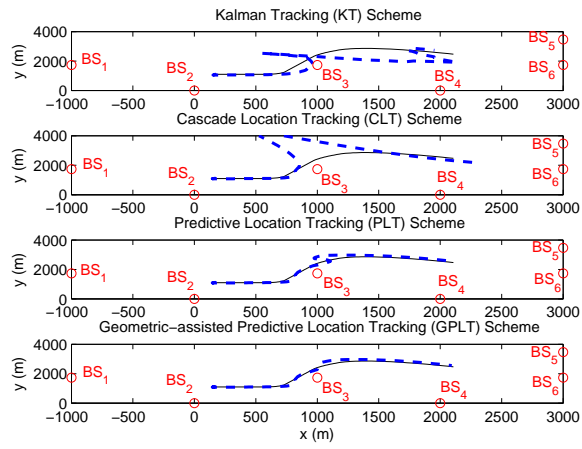 Kalman Tracking (KT) Scheme
4000
2000
0
y (m)
BS1
BS2
BS3
BS4
BS5
BS6
−1000 −500 0 500 1000 1500 2000 2500 3000
Cascade Location Tracking (CLT) Scheme
4000
2000
0
y (m)
BS1
BS2
BS3
BS4
BS5
BS6
−1000 −500 0 500 1000 1500 2000 2500 3000
Predictive Location Tracking (PLT) Scheme
4000
2000
0
y (m)
BS1
BS2
BS3
BS4
BS5
BS6
−1000 −500 0 500 1000 1500 2000 2500 3000
Geometric−assisted Predictive Location Tracking (GPLT) Scheme
4000
2000
0
y (m)
BS1
BS2
BS3
BS4
BS5
BS6
−1000 −500 0 500 1000 1500 2000 2500 3000
x (m)